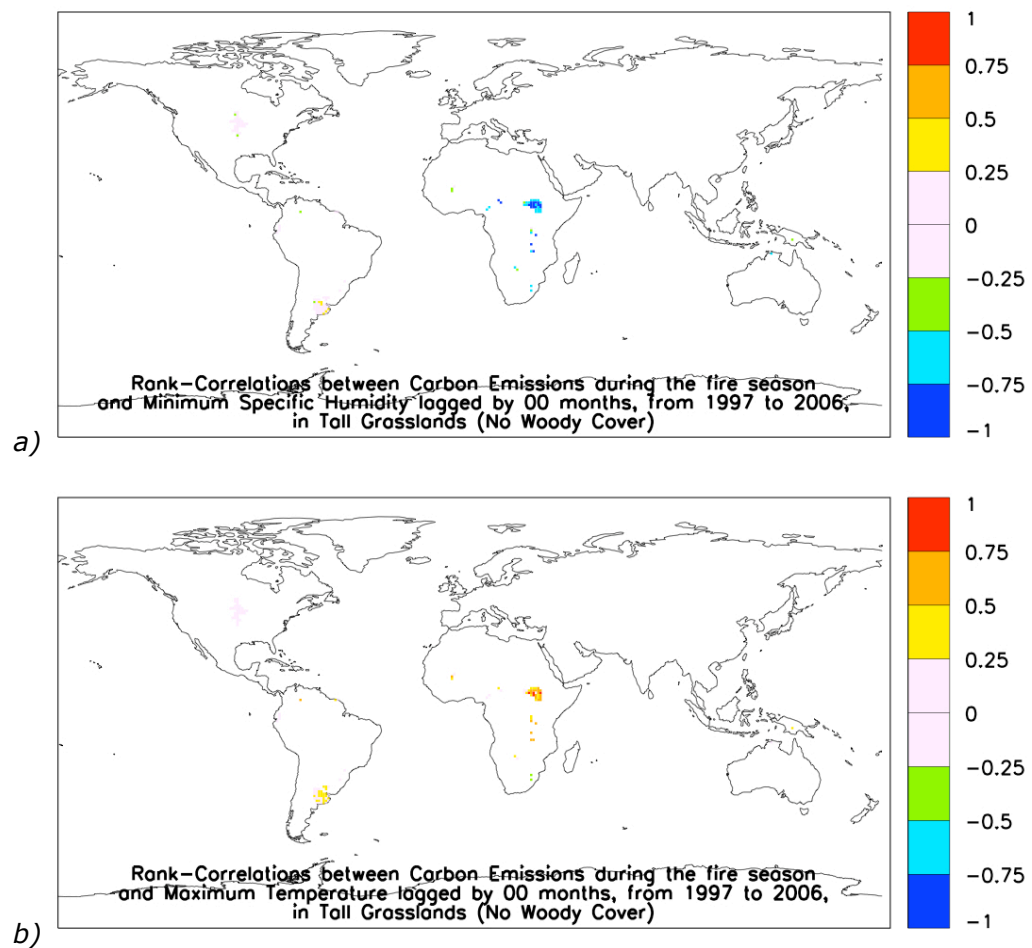 1
0.75
0.5
0.25
0
−0.25
−0.5
−0.75
−1
Rank−Correlations between Carbon Emissions during the fire season
and Minimum Specific Humidity lagged by 00 months, from 1997 to 2006,
in Tall Grasslands (No Woody Cover)
a)
1
0.75
0.5
0.25
0
−0.25
−0.5
−0.75
−1
Rank−Correlations between Carbon Emissions during the fire season
and Maximum Temperature lagged by 00 months, from 1997 to 2006,
in Tall Grasslands (No Woody Cover)
b)